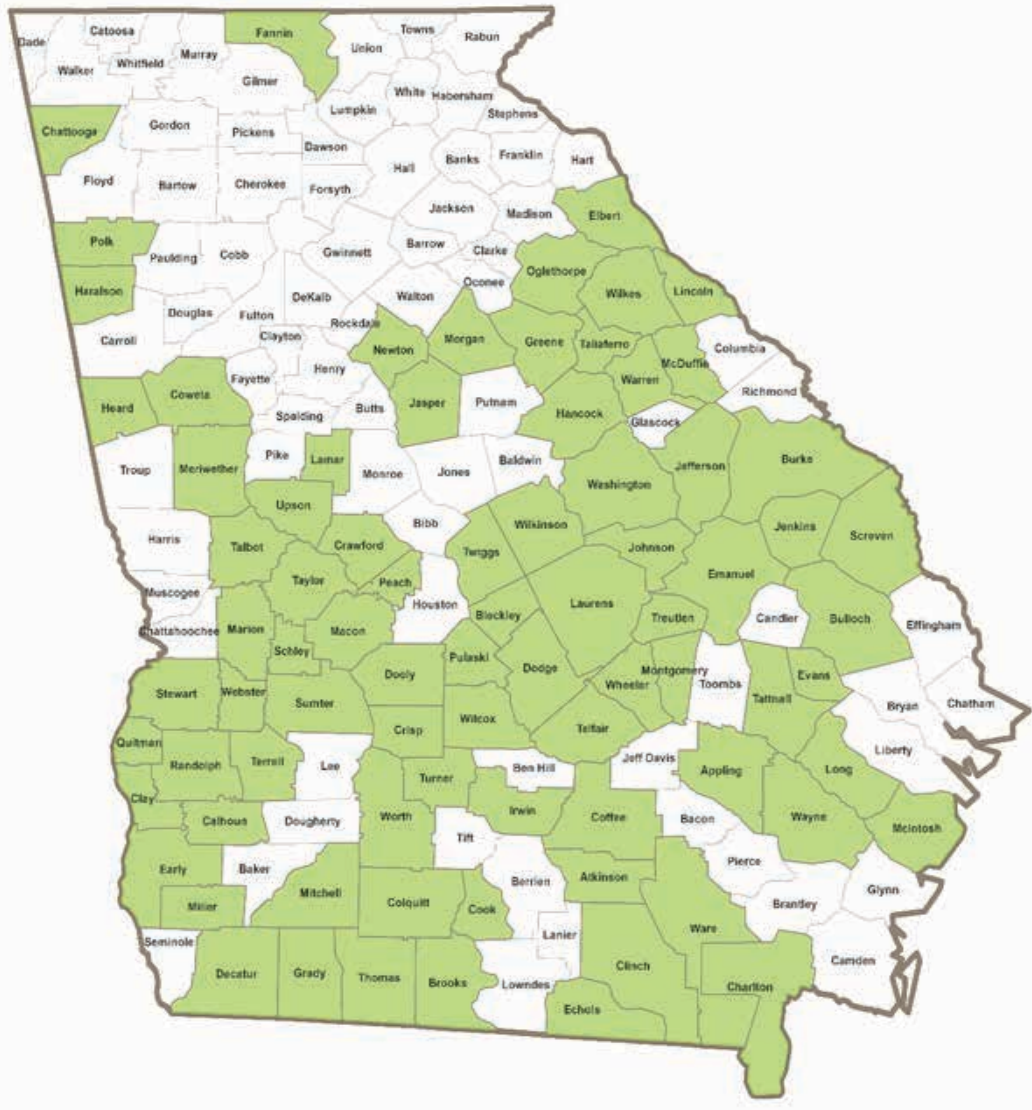 Fannin
Towns
Rabun
Catoosa
Dade
Union
Murray
Whitfield
Walker
Gilmer
White
Habersham
Lumpkin
Stephens
Chattooga
Gordon
Pickens
Dawson
Hall
Banks
Franklin
Hart
Floyd
Bartow
Cherokee
Forsyth
Jackson
Madison
Elbert
Polk
Paulding
Cobb
Gwinnett
Barrow
Clarke
Oconee
Oglethorpe
Haralson
DeKalb
Walton
Wilkes
Lincoln
Douglas
Fulton
Rockdale
Carroll
Clayton
Newton
Morgan
Greene
Taliaferro
Columbia
McDuffie
Fayette
Henry
Warren
Richmond
Heard
Coweta
Spalding
Butts
Jasper
Putnam
Hancock
Glascock
Troup
Meriwether
Pike
Lamar
Monroe
Jones
Baldwin
Jefferson
Burke
Washington
Upson
Bibb
Wilkinson
Jenkins
Screven
Harris
Talbot
Crawford
Twiggs
Johnson
Emanuel
Taylor
Peach
Muscogee
Houston
Laurens
Bleckley
Treutlen
Candler
Bulloch
Effingham
Chattahoochee
Marion
Macon
Schley
Pulaski
Dodge
Montgomery
Wheeler
Toombs
Evans
Tattnall
Stewart
Webster
Sumter
Dooly
Bryan
Chatham
Crisp
Wilcox
Telfair
Quitman
Randolph
Terrell
Lee
Liberty
Turner
Ben Hill
Jeff Davis
Appling
Long
Clay
Calhoun
Dougherty
Worth
Irwin
Coffee
Bacon
Wayne
McIntosh
Tift
Early
Baker
Pierce
Mitchell
Berrien
Atkinson
Glynn
Miller
Colquitt
Cook
Brantley
Ware
Seminole
Lanier
Decatur
Grady
Thomas
Brooks
Lowndes
Clinch
Camden
Charlton
Echols